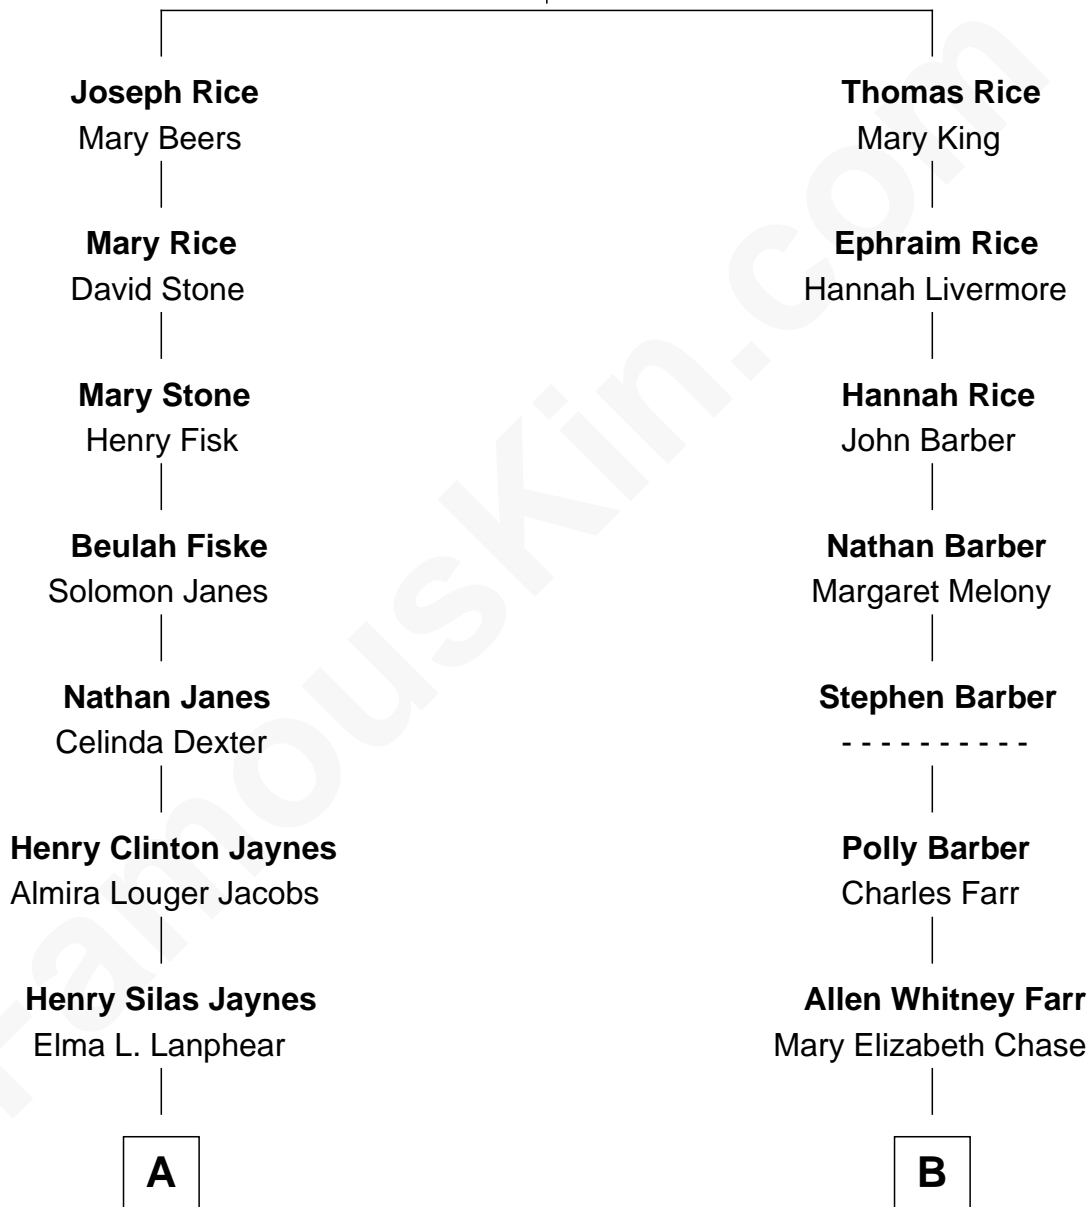 Joseph Rice
Mary Beers
Mary Rice
David Stone
Mary Stone
Henry Fisk
Beulah Fiske
Solomon Janes
Nathan Janes
Celinda Dexter
Henry Clinton Jaynes
Almira Louger Jacobs
Henry Silas Jaynes
Elma L. Lanphear
A
Thomas Rice
Mary King
Ephraim Rice
Hannah Livermore
Hannah Rice
John Barber
Nathan Barber
Margaret Melony
Stephen Barber
- - - - - - - - - -
Polly Barber
Charles Farr
Allen Whitney Farr
Mary Elizabeth Chase
B
FamousKin.com